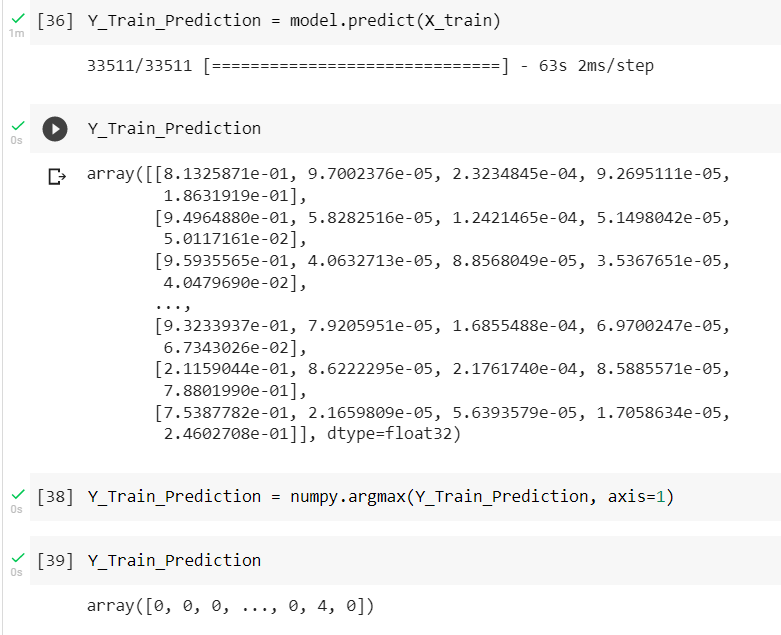 [36] Y_Train_Prediction = model.predict(X_train)
1m
33511/33511 [==============================] - 63s 2ms/step
Y_Train_Prediction
0s
array([[8.1325871e-01, 9.7002376e-05, 2.3234845e-04, 9.2695111e-05,
1.8631919e-01],
[9.4964880e-01, 5.8282516e-05, 1.2421465e-04, 5.1498042e-05,
5.0117161e-02],
[9.5935565e-01, 4.0632713e-05, 8.8568049e-05, 3.5367651e-05,
4.0479690e-02],
...,
[9.3233937e-01, 7.9205951e-05, 1.6855488e-04, 6.9700247e-05,
6.7343026e-02],
[2.1159044e-01, 8.6222295e-05, 2.1761740e-04, 8.5885571e-05,
7.8801990e-01],
[7.5387782e-01, 2.1659809e-05, 5.6393579e-05, 1.7058634e-05,
2.4602708e-01]], dtype=float32)
[38] Y_Train_Prediction = numpy.argmax(Y_Train_Prediction, axis=1)
0s
[39] Y_Train_Prediction
0s
array([0, 0, 0, ..., 0, 4, 0])